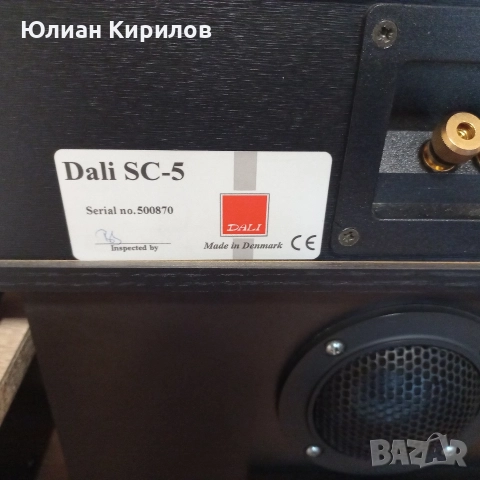 Юлиан Кирилов
Dali SC-5
Serial no.500870
DALI
Inspected by
Made in Denmark
CE
BAZAR